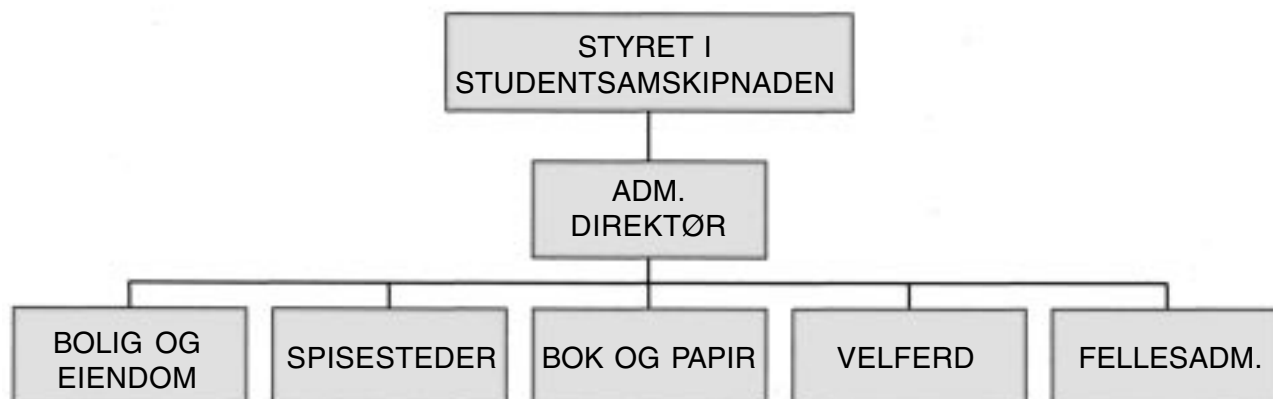 STYRET I
STUDENTSAMSKIPNADEN
ADM.
DIREKTØR
BOLIG OG
EIENDOM
SPISESTEDER
BOK OG PAPIR
VELFERD
FELLESADM.